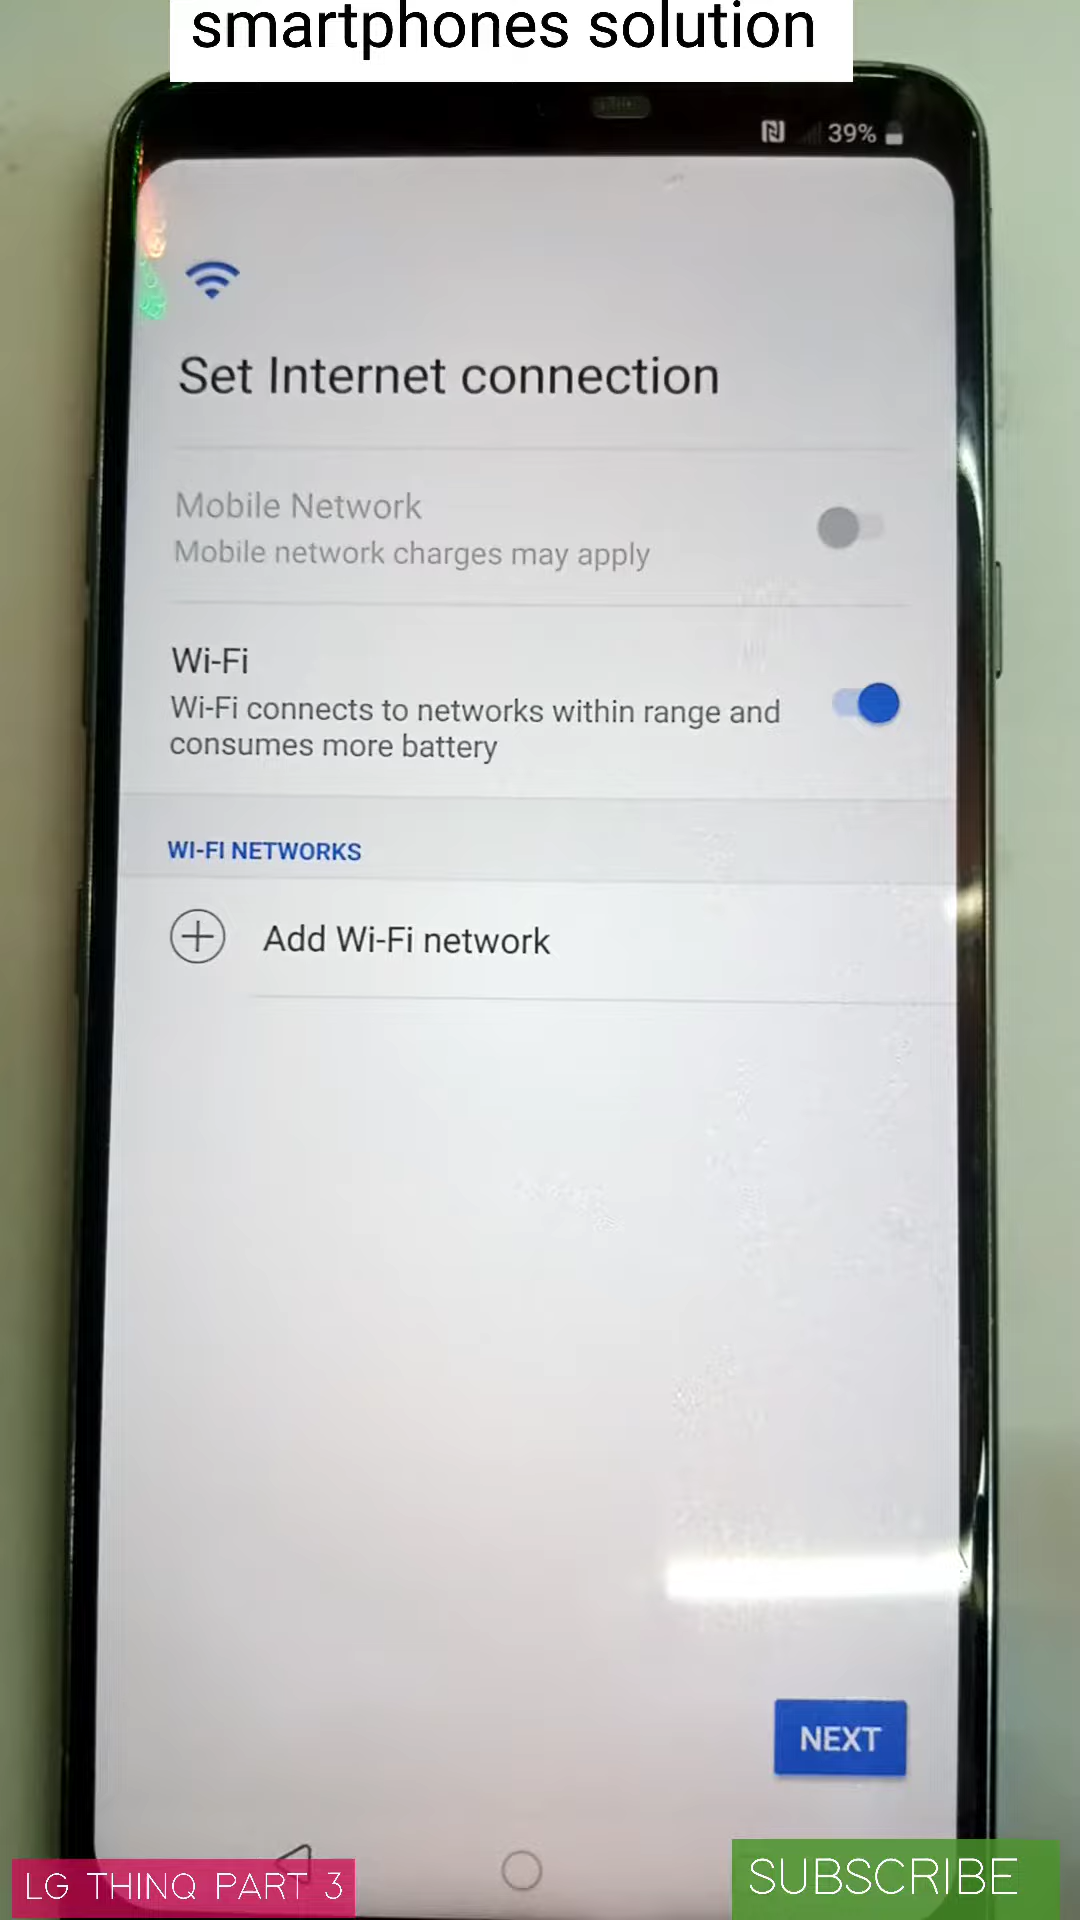 smartphones solution
39%
Set Internet connection
Mobile Network
Mobile network charges may apply
Wi-Fi
Wi-Fi connects to networks within range and
consumes more battery
WI-FI NETWORKS
Add Wi-Fi network
NEXT
LG THINQ PART 3
SUBSCRIBE